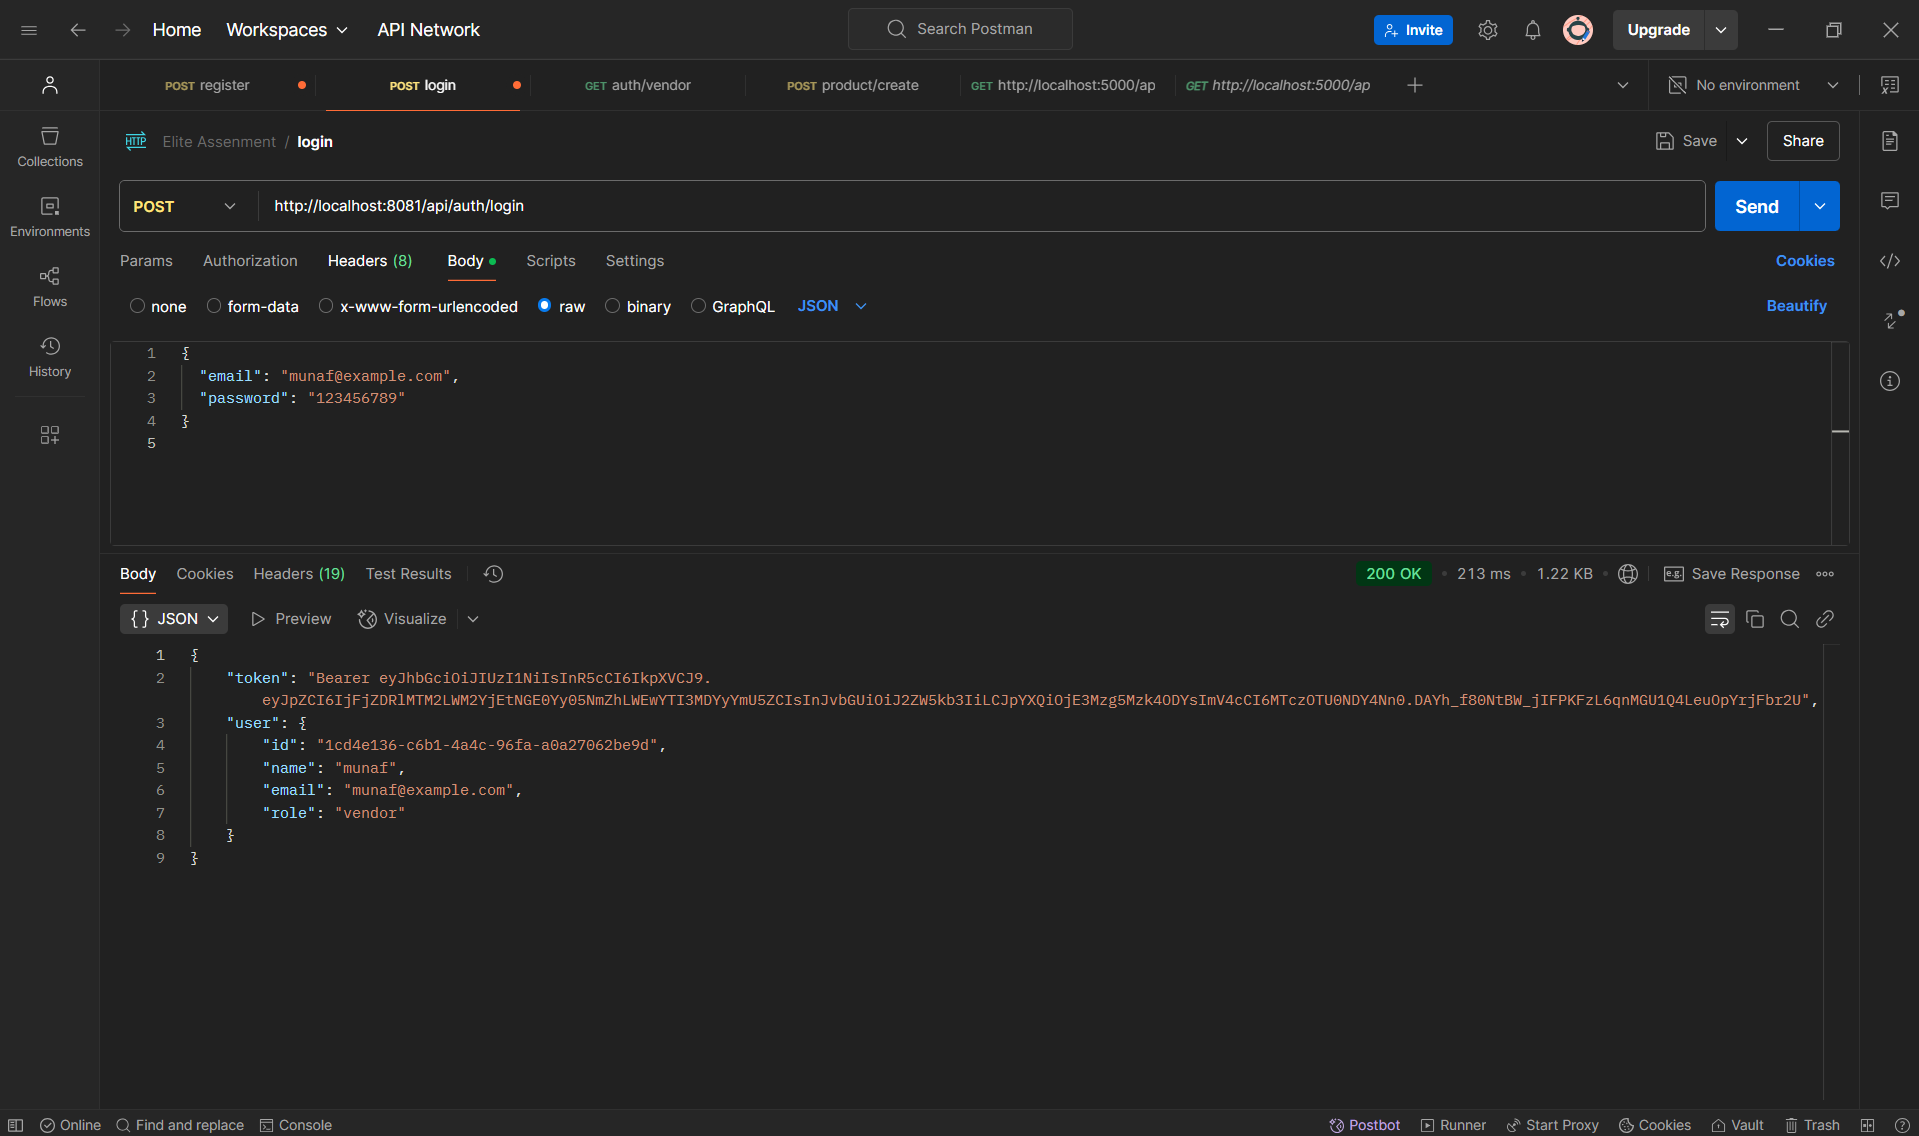 Home Workspaces API Network Search Postman Invite Upgrade
POST register POST login GET auth/vendor POST product/create GET http://localhost:5000/ap GET http://localhost:5000/ap No environment
HTTP Elite Assenment / login Save Share
Collections
POST http://localhost:8081/api/auth/login Send
Environments
Params Authorization Headers (8) Body Scripts Settings Cookies
Flows
none form-data x-www-form-urlencoded raw binary GraphQL JSON Beautify
History
1 {
2 "email": "munaf@example.com",
3 "password": "123456789"
4 }
5
Body Cookies Headers (19) Test Results 200 OK 213 ms 1.22 KB e.g. Save Response
{} JSON Preview Visualize
1 {
2 "token": "Bearer eyJhbGciOiJIUzI1NiIsInR5cCI6IkpXVCJ9.
eyJpZCI6IjFjZDRlMTM2LWM2YjEtNGE0Yy05NmZhLWEwYTI3MDYyYmU5ZCIsInJvbGUiOiJ2ZW5kb3IiLCJpYXQiOjE3Mzg5Mzk4ODYsImV4cCI6MTczOTU0NDY4Nn0.DAYh_f80NtBW_jIFPKFzL6qnMGU1Q4LeuOpYrjFbr2U",
3 "user": {
4 "id": "1cd4e136-c6b1-4a4c-96fa-a0a27062be9d",
5 "name": "munaf",
6 "email": "munaf@example.com",
7 "role": "vendor"
8 }
9 }
Online Find and replace Console Postbot Runner Start Proxy Cookies Vault Trash